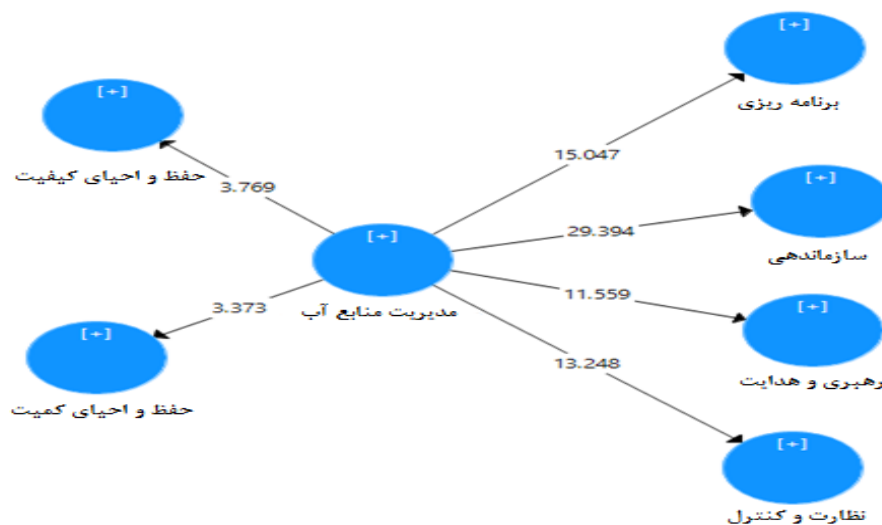 [+]
برنامه ریزی
[+]
حفظ و احیای کیفیت
15.047
3.769
[+]
سازماندهی
29.394
[+]
مدیریت منابع آب
11.559
[+]
رهبری و هدایت
3.373
[+]
حفظ و احیای کمیت
13.248
[+]
نظارت و کنترل